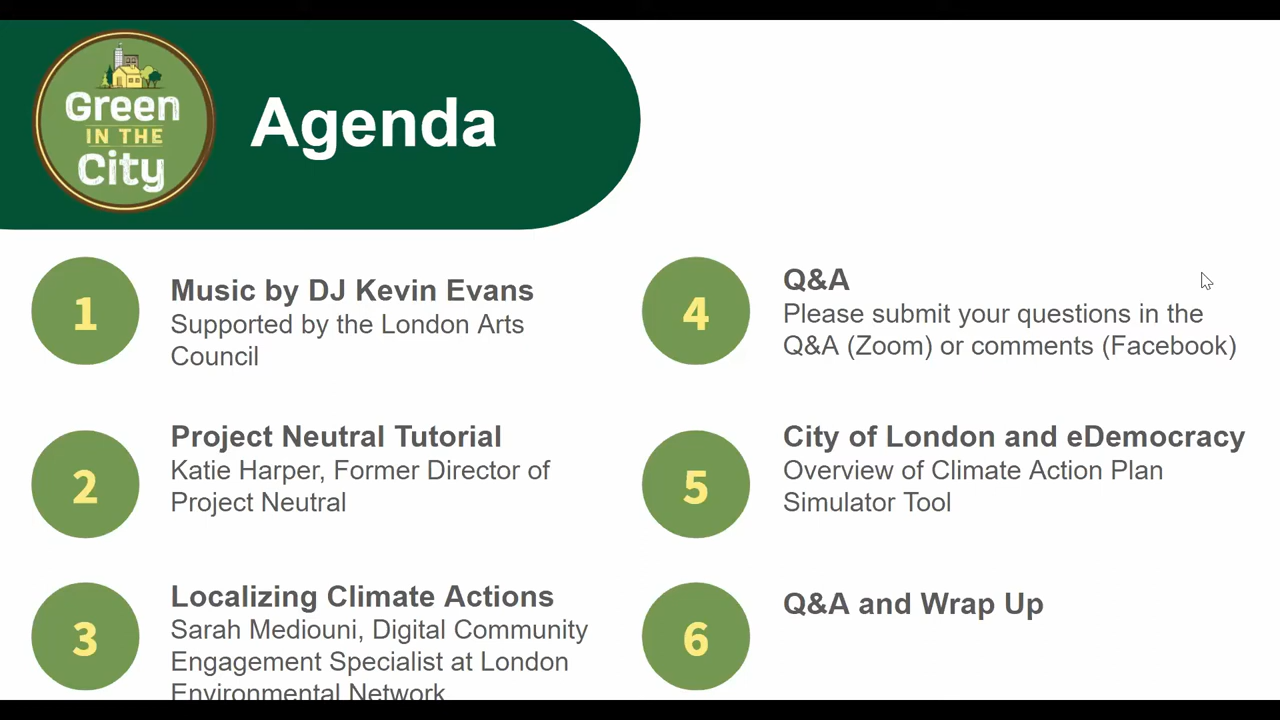 Green
IN THE
City
Agenda
1
Music by DJ Kevin Evans
Supported by the London Arts
Council
2
Project Neutral Tutorial
Katie Harper, Former Director of
Project Neutral
3
Localizing Climate Actions
Sarah Mediouni, Digital Community
Engagement Specialist at London
Environmental Network
4
Q&A
Please submit your questions in the
Q&A (Zoom) or comments (Facebook)
5
City of London and eDemocracy
Overview of Climate Action Plan
Simulator Tool
6
Q&A and Wrap Up